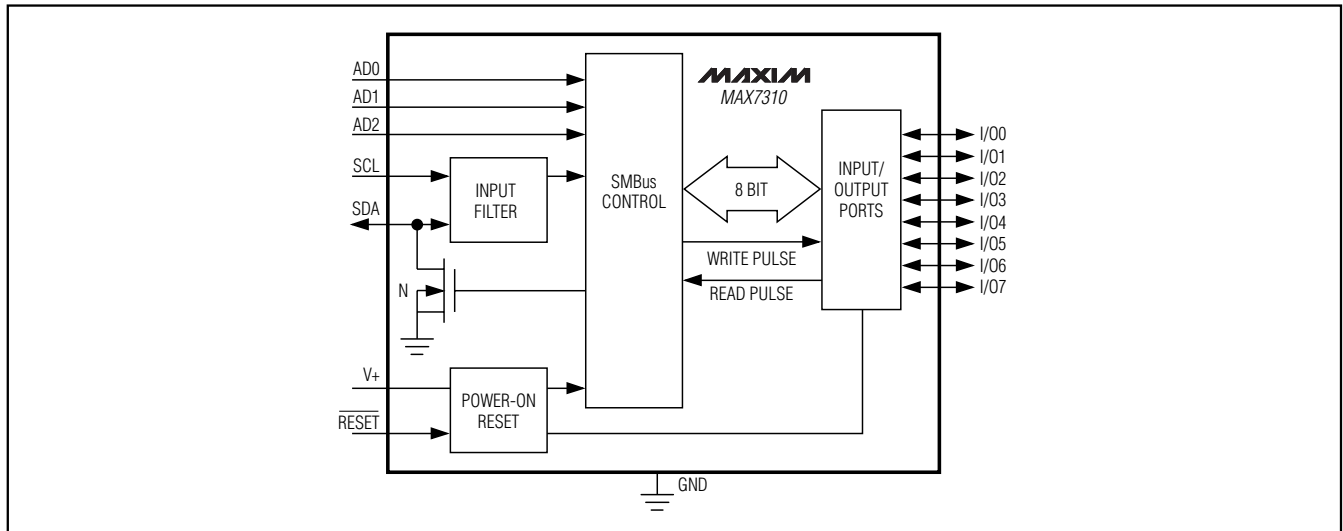 AD0
AD1
AD2
SCL
SDA
INPUT
FILTER
N
V+
RESET
POWER-ON
RESET
SMBus
CONTROL
MAXIM
MAX7310
8 BIT
WRITE PULSE
READ PULSE
INPUT/
OUTPUT
PORTS
I/O0
I/O1
I/O2
I/O3
I/O4
I/O5
I/O6
I/O7
GND